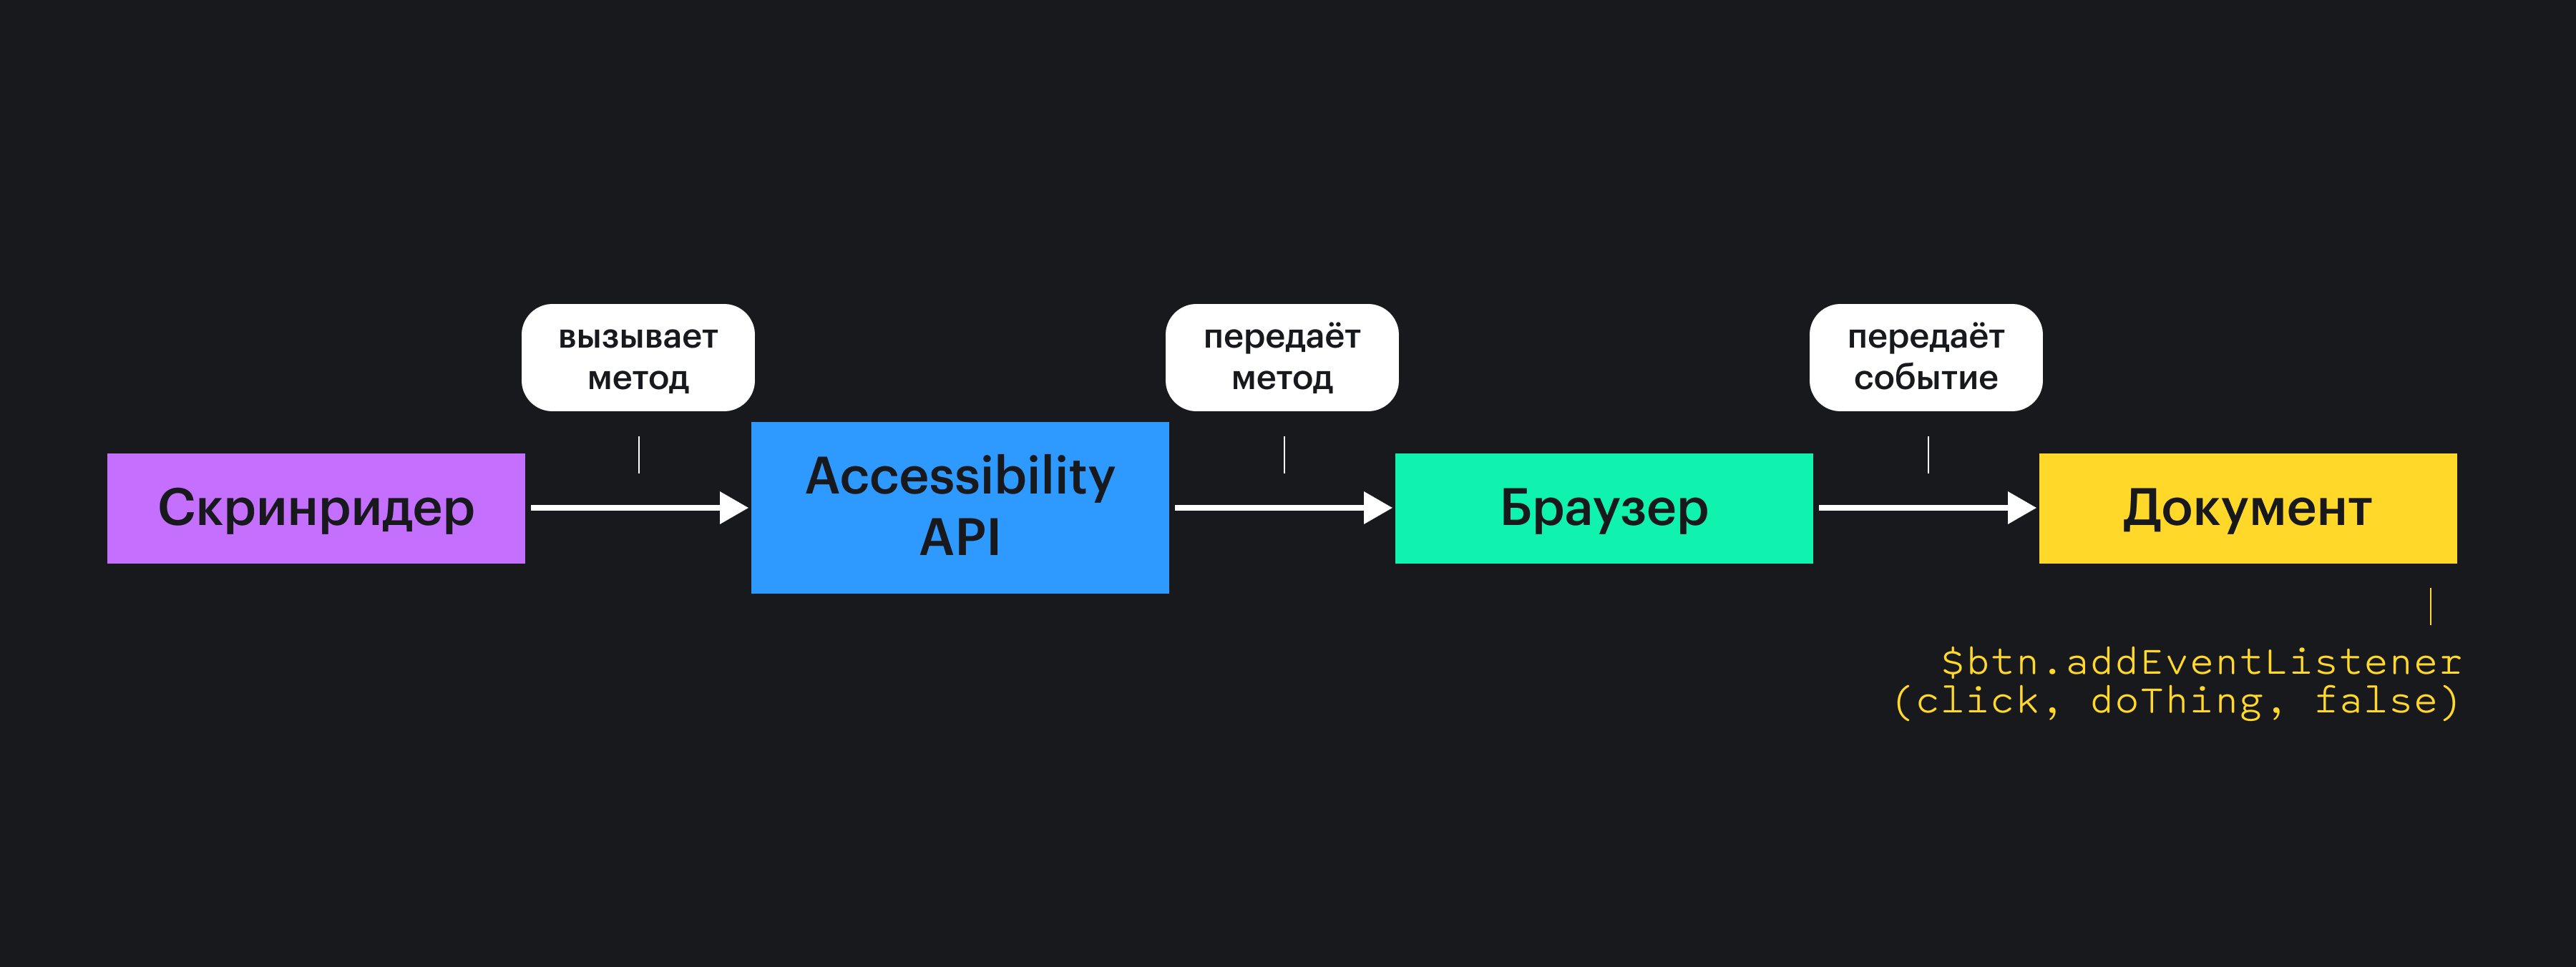 вызывает
метод
передаёт
метод
передаёт
событие
Скринридер
Accessibility
API
Браузер
Документ
$btn.addEventListener
(click, doThing, false)